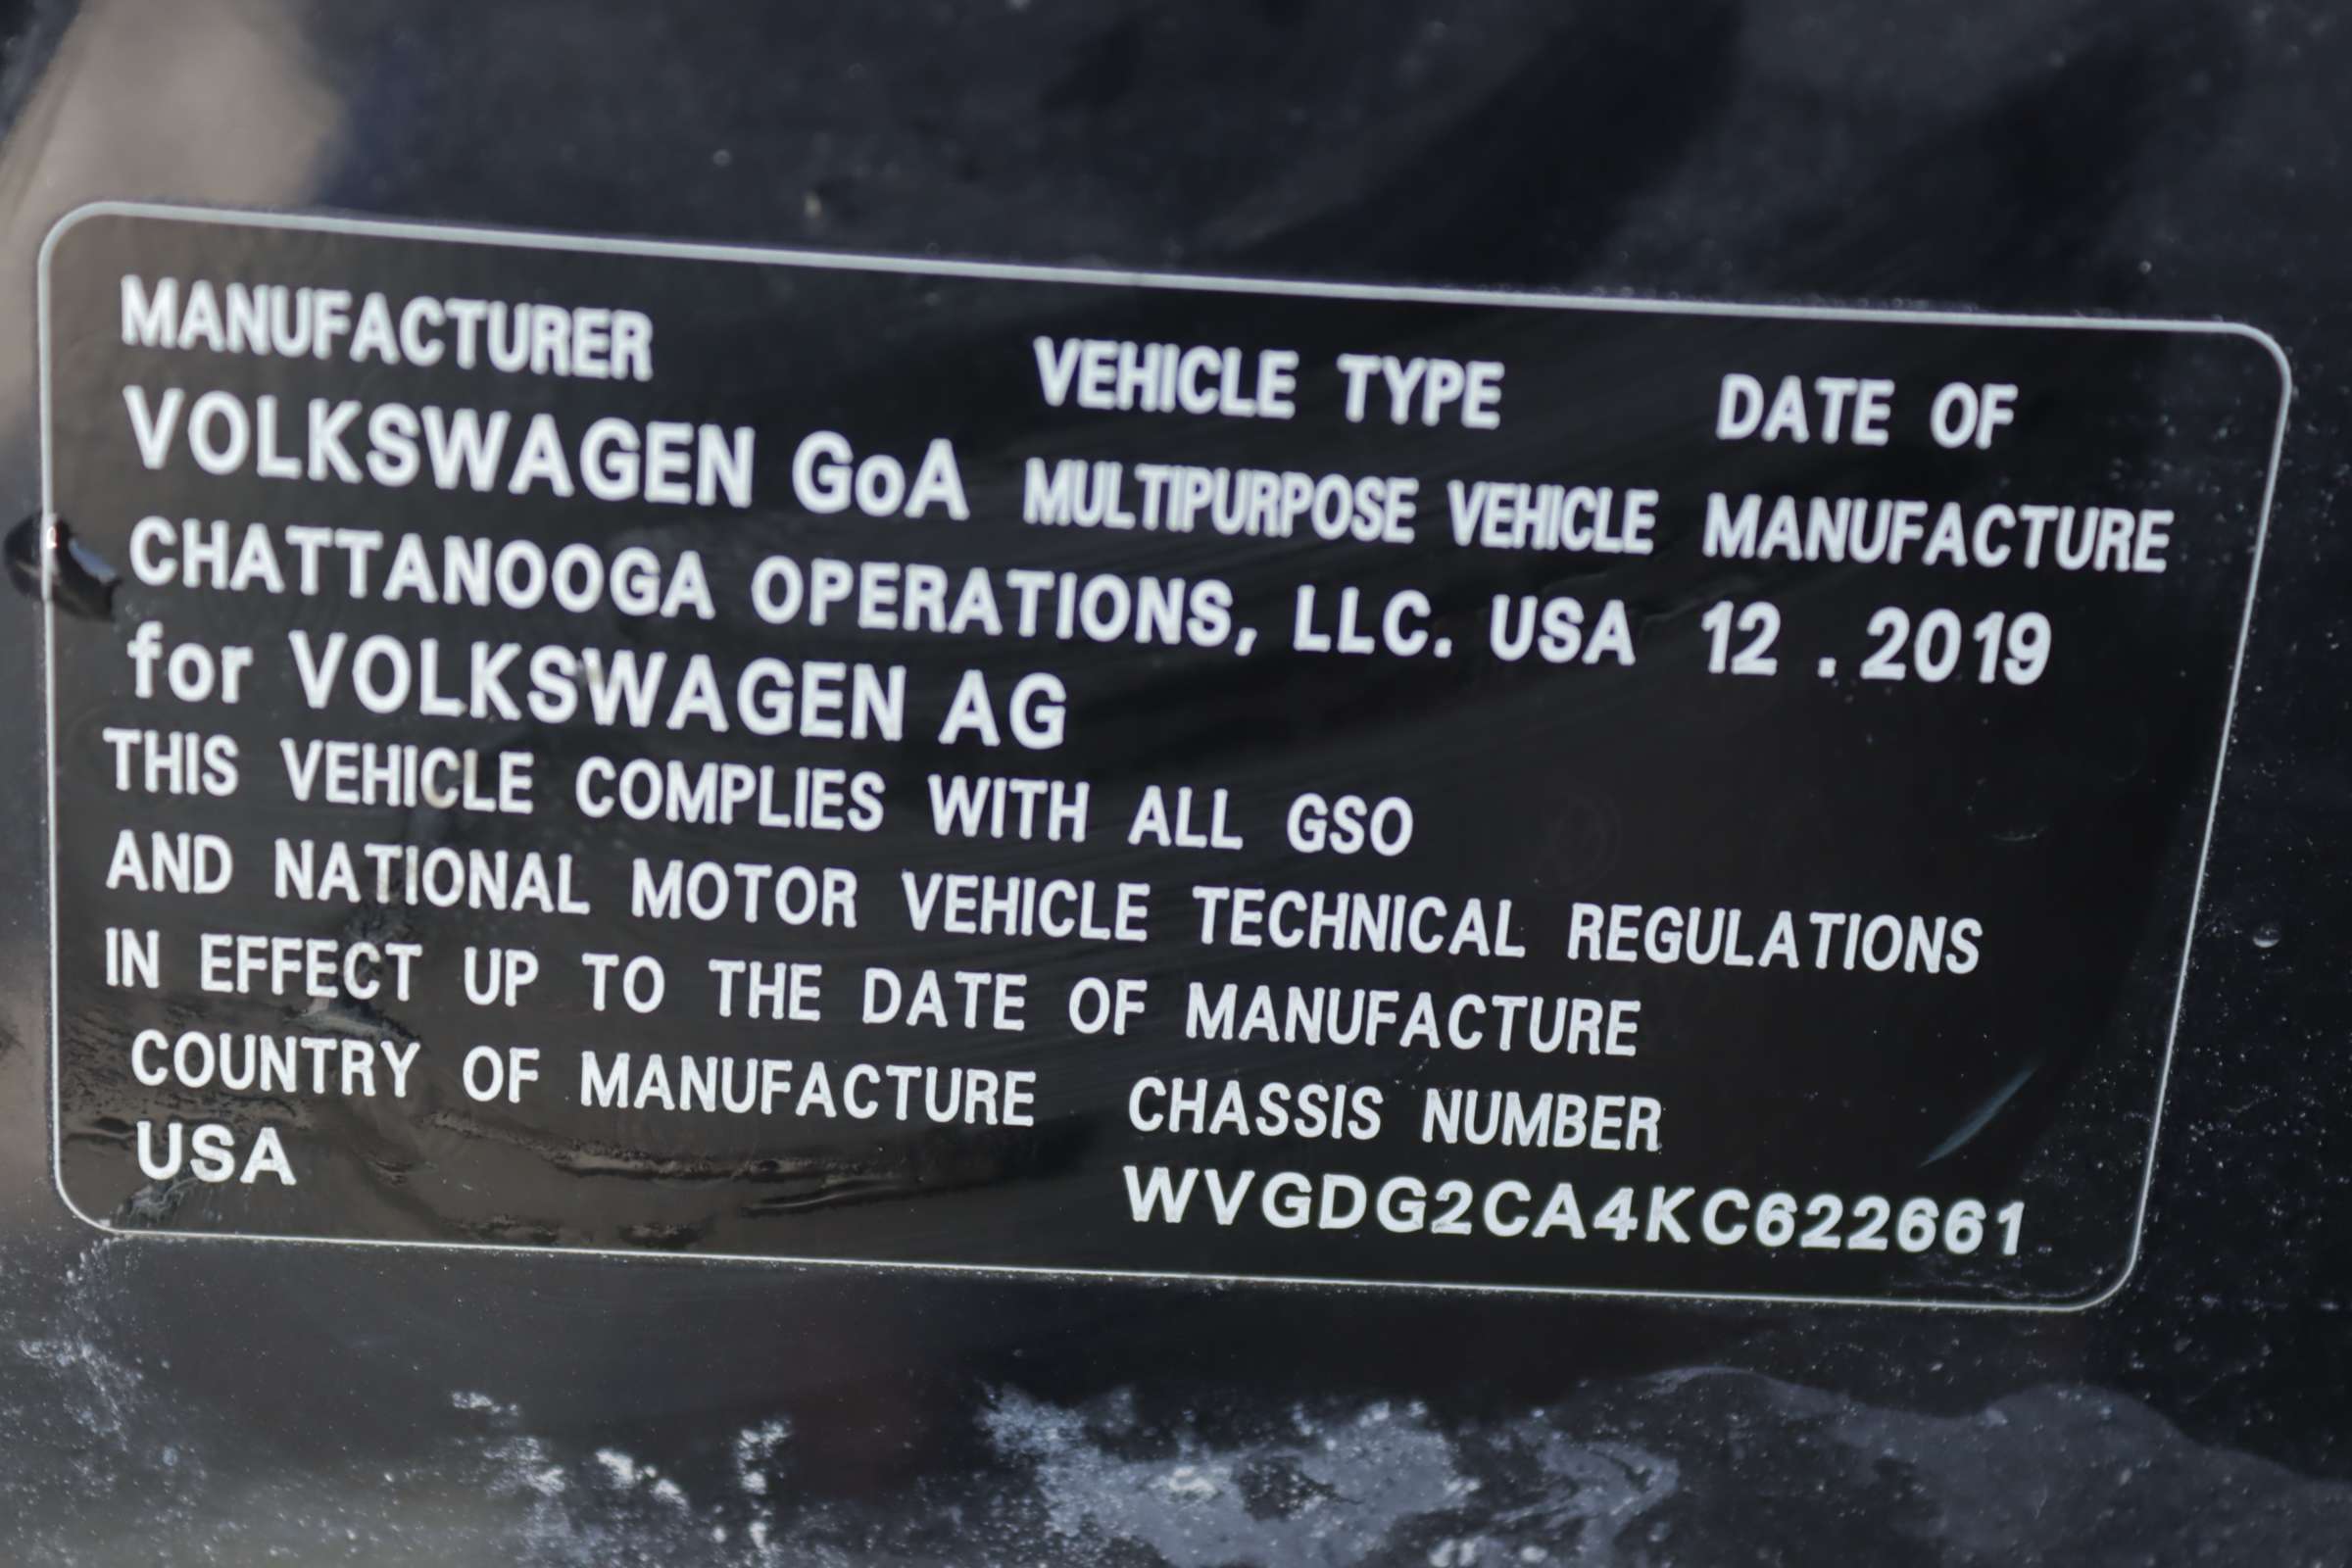 MANUFACTURER VEHICLE TYPE DATE OF
VOLKSWAGEN GoA MULTIPURPOSE VEHICLE MANUFACTURE
CHATTANOOGA OPERATIONS, LLC. USA 12 . 2019
for VOLKSWAGEN AG
THIS VEHICLE COMPLIES WITH ALL GSO
AND NATIONAL MOTOR VEHICLE TECHNICAL REGULATIONS
IN EFFECT UP TO THE DATE OF MANUFACTURE
COUNTRY OF MANUFACTURE CHASSIS NUMBER
USA WVGDG2CA4KC622661